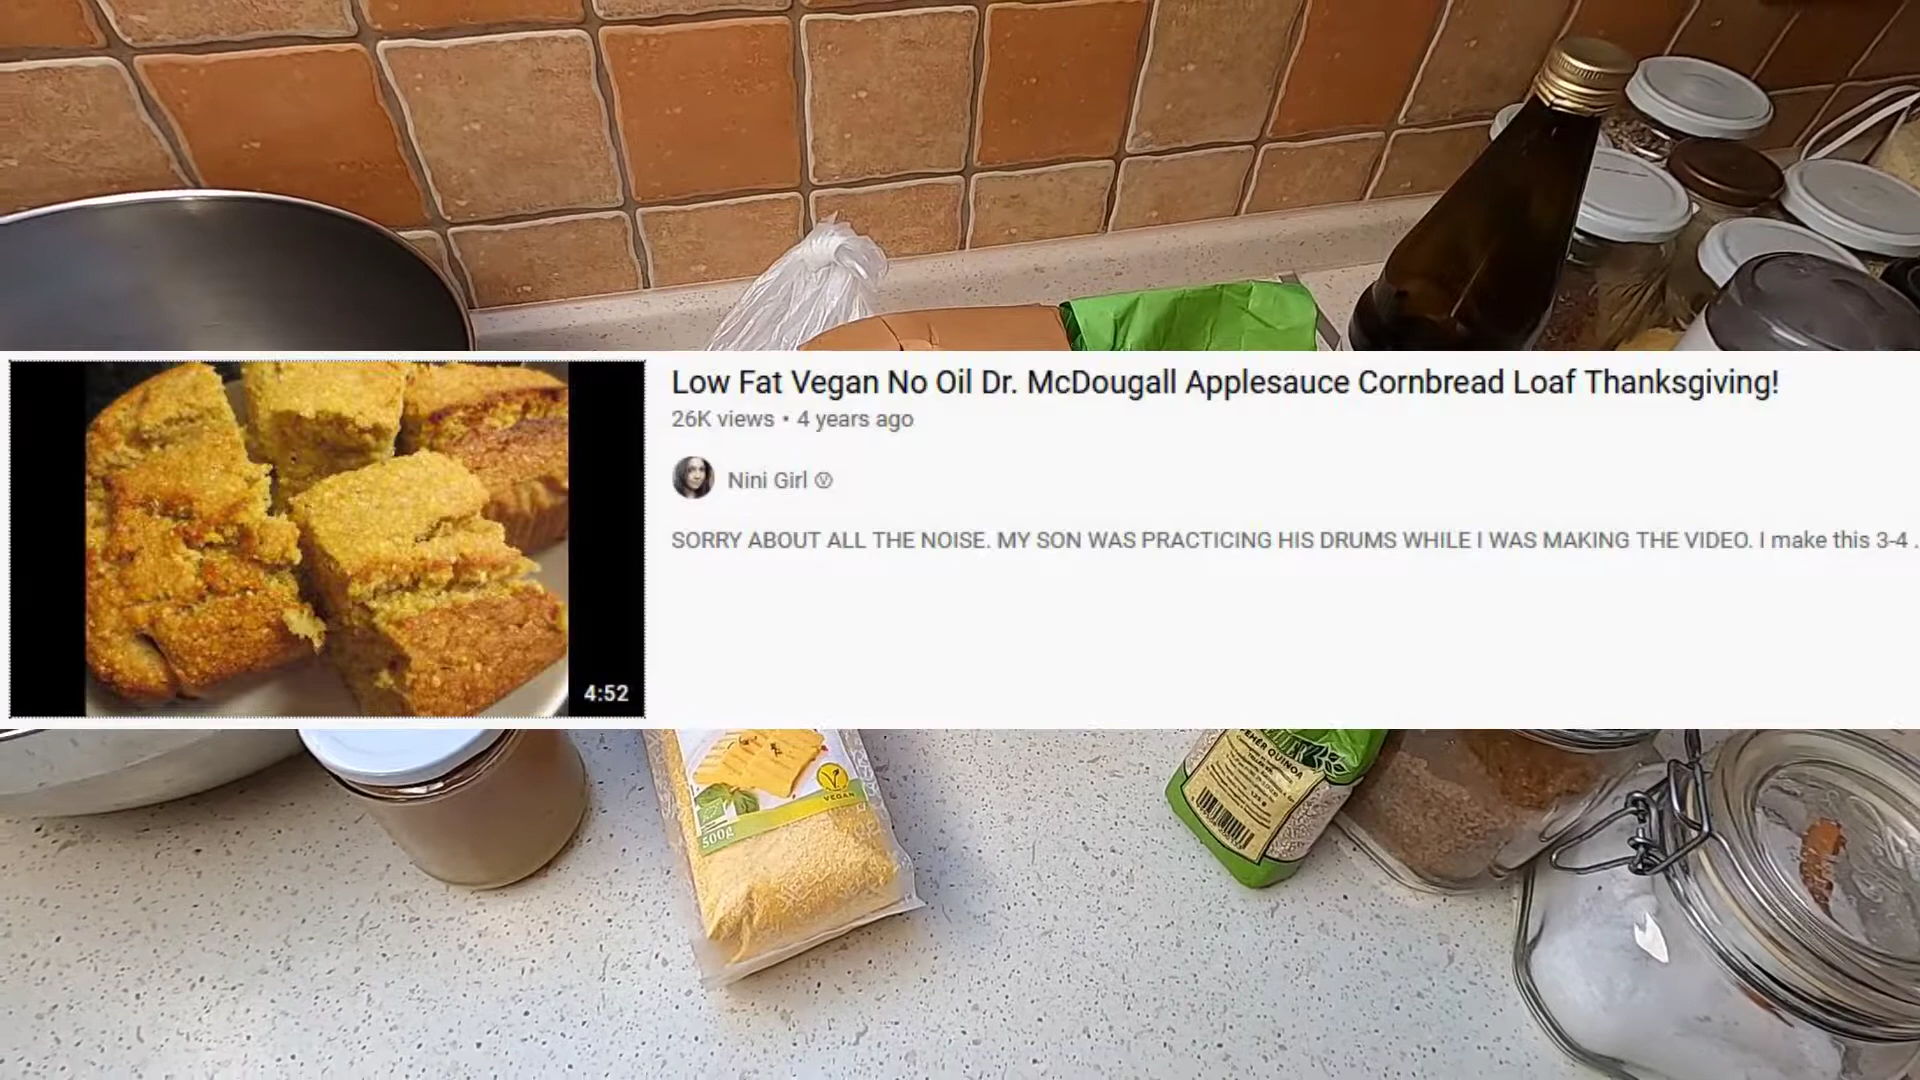 Low Fat Vegan No Oil Dr. McDougall Applesauce Cornbread Loaf Thanksgiving!
26K views • 4 years ago
Nini Girl
SORRY ABOUT ALL THE NOISE. MY SON WAS PRACTICING HIS DRUMS WHILE I WAS MAKING THE VIDEO. I make this 3-4 .
4:52
VEGAN
500g
QUINOA